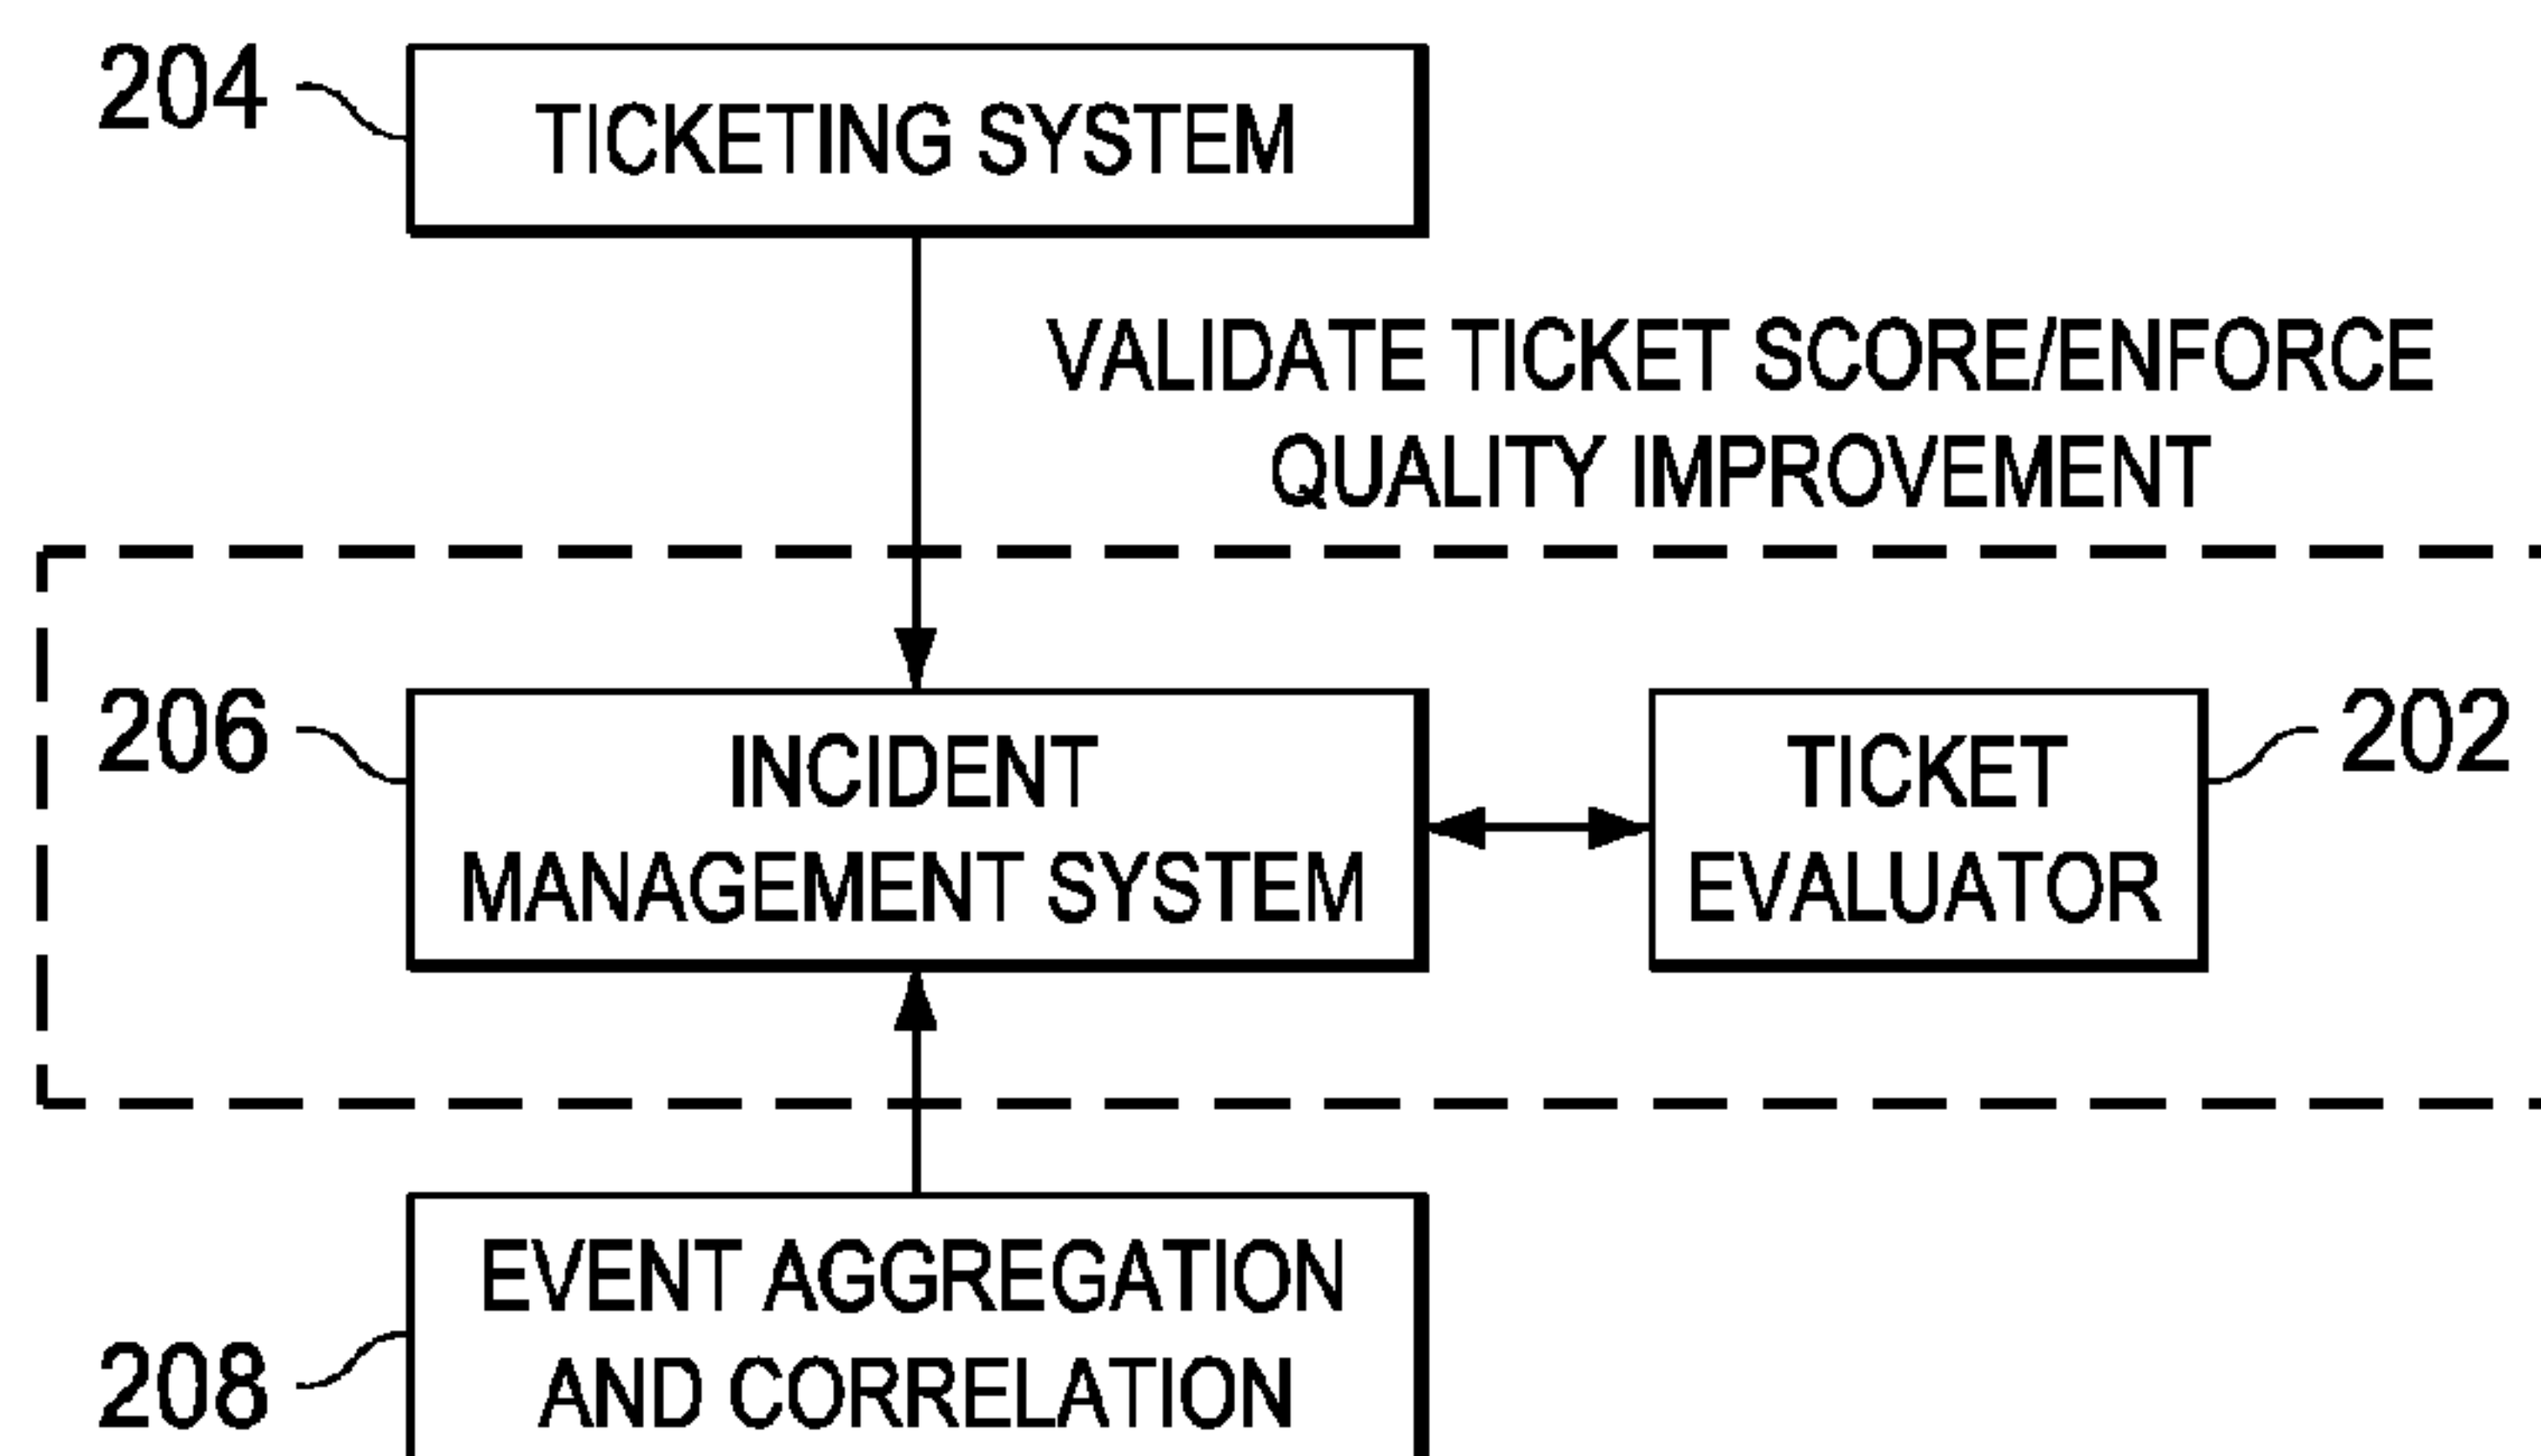 204
TICKETING SYSTEM
VALIDATE TICKET SCORE/ENFORCE
QUALITY IMPROVEMENT
206
INCIDENT
MANAGEMENT SYSTEM
TICKET
EVALUATOR
202
EVENT AGGREGATION
AND CORRELATION
208